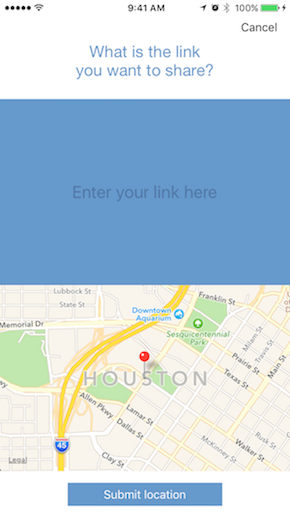 9:41 AM
100%
Cancel
What is the link
you want to share?
Enter your link here
Lubbock St
State St
Franklin St
Downtown
Aquarium
Memorial Dr
Sesquicentennial
Park
Milam St
Travis St
Prairie St
Main St
Texas St
HOUSTON
Allen Pkwy
Lamar St
Dallas St
Walker St
Rusk St
McKinney St
Clay St
45
Legal
Submit location